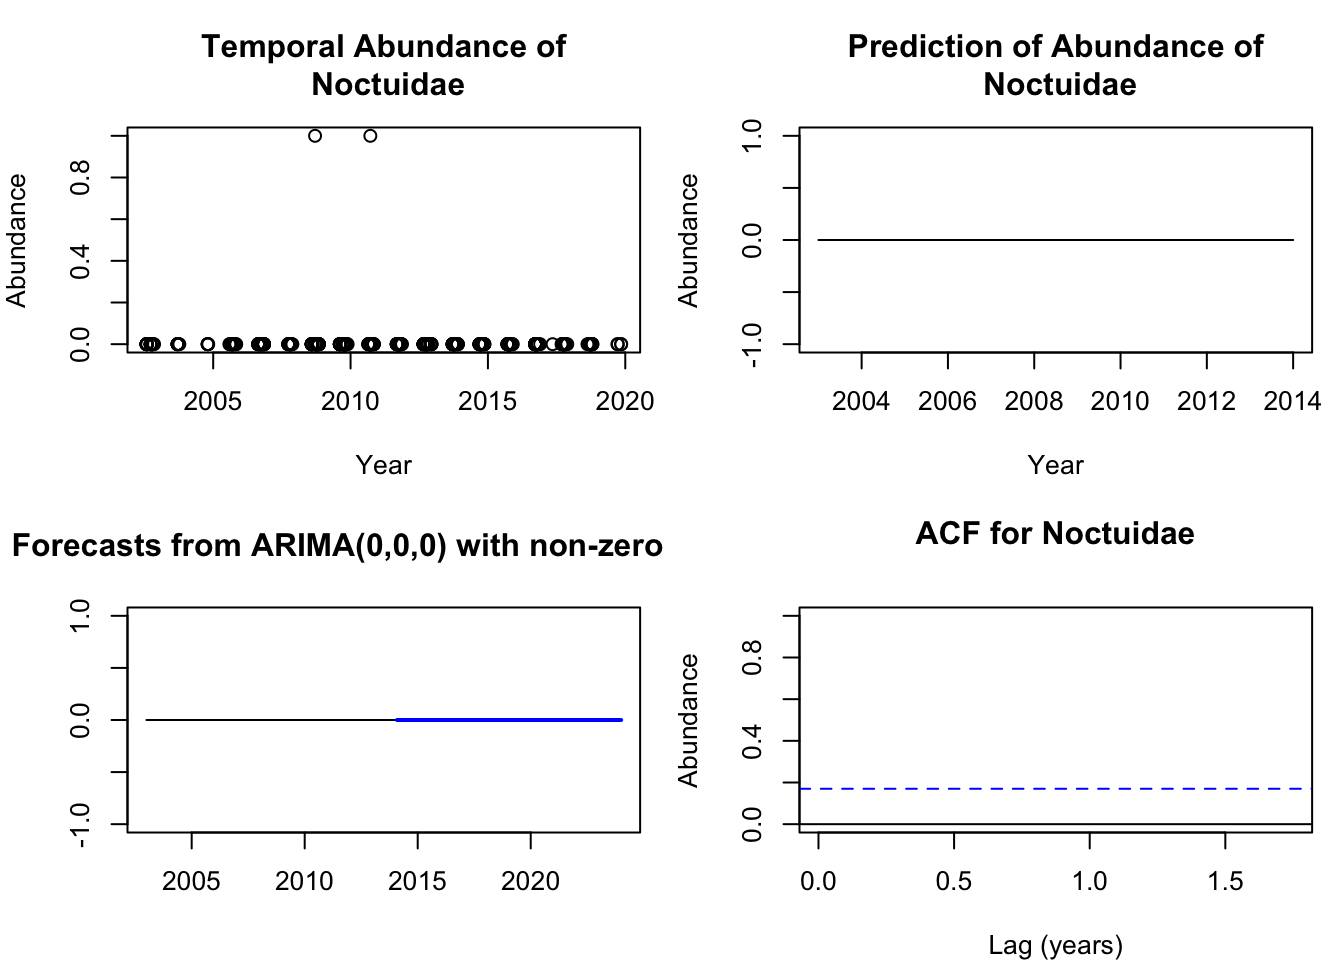 Temporal Abundance of
Noctuidae
Abundance
0.0 0.4 0.8
2005 2010 2015 2020
Year
Prediction of Abundance of
Noctuidae
Abundance
-1.0 0.0 1.0
2004 2006 2008 2010 2012 2014
Year
Forecasts from ARIMA(0,0,0) with non-zero
-1.0 0.0 1.0
2005 2010 2015 2020
ACF for Noctuidae
Abundance
0.0 0.4 0.8
0.0 0.5 1.0 1.5
Lag (years)